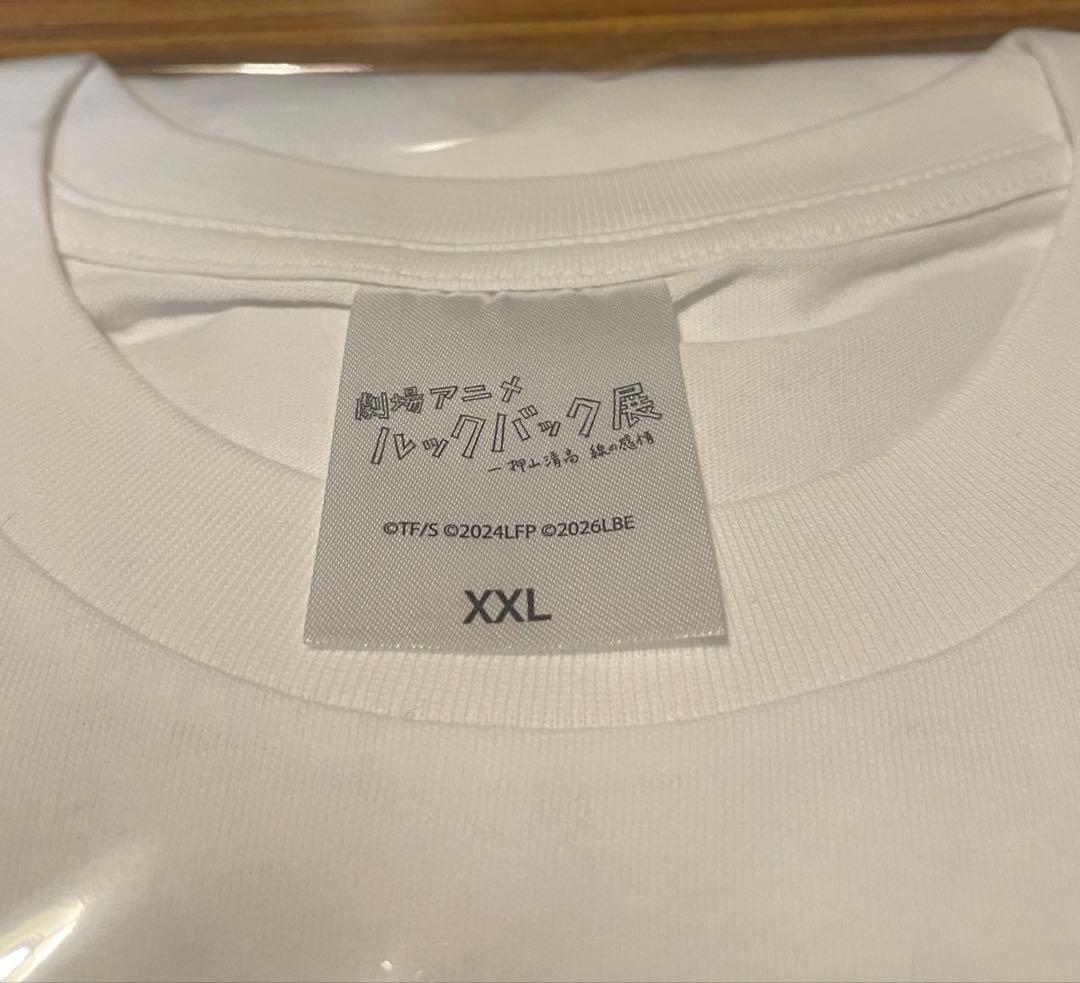 劇場アニメ
ルックバック展
—押山清高 線の感情
©TF/S ©2024LFP ©2026LBE
XXL